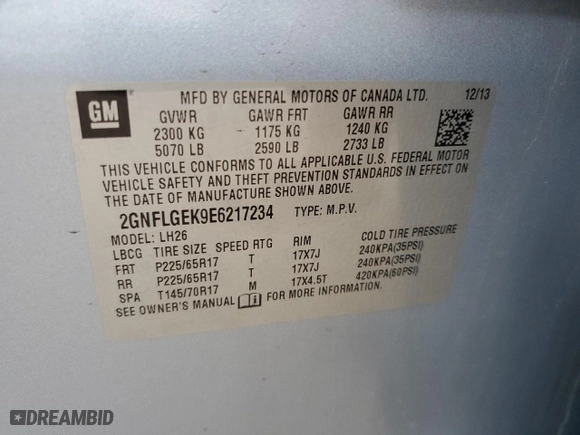 GM
MFD BY GENERAL MOTORS OF CANADA LTD. 12/13
GVWR GAWR FRT GAWR RR
2300 KG 1175 KG 1240 KG
5070 LB 2590 LB 2733 LB
THIS VEHICLE CONFORMS TO ALL APPLICABLE U.S. FEDERAL MOTOR
VEHICLE SAFETY AND THEFT PREVENTION STANDARDS IN EFFECT ON
THE DATE OF MANUFACTURE SHOWN ABOVE.
2GNFLGEK9E6217234 TYPE: M.P.V.
MODEL: LH26
LBCG TIRE SIZE SPEED RTG RIM COLD TIRE PRESSURE
FRT P225/65R17 T 17X7J 240KPA(35PSI)
RR P225/65R17 T 17X7J 240KPA(35PSI)
SPA T145/70R17 M 17X4.5T 420KPA(60PSI)
SEE OWNER'S MANUAL FOR MORE INFORMATION.
DREAMBID